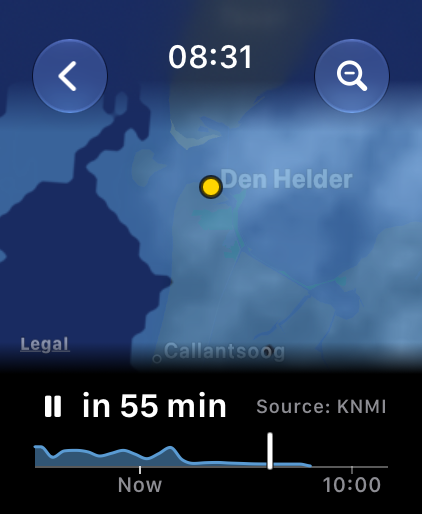 08:31
Den Helder
Legal
Callantsoog
in 55 min
Source: KNMI
Now
10:00